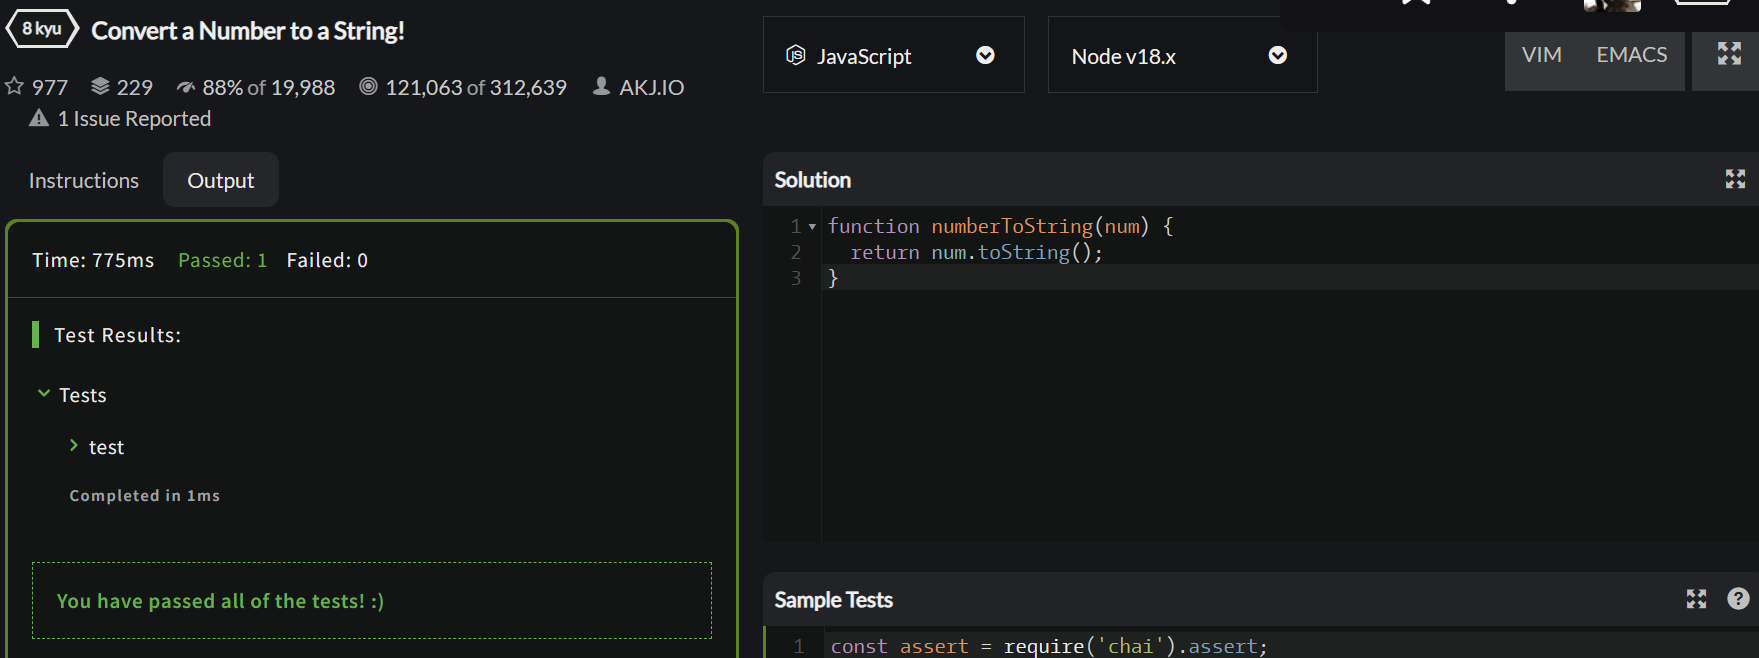 8 kyu Convert a Number to a String!
977 229 88% of 19,988 121,063 of 312,639 AKJ.IO
1 Issue Reported
Instructions Output
Time: 775ms Passed: 1 Failed: 0
Test Results:
Tests
test
Completed in 1ms
You have passed all of the tests! :)
JS JavaScript Node v18.x VIM EMACS
Solution
1 function numberToString(num) {
2 return num.toString();
3 }
Sample Tests ?
1 const assert = require('chai').assert;